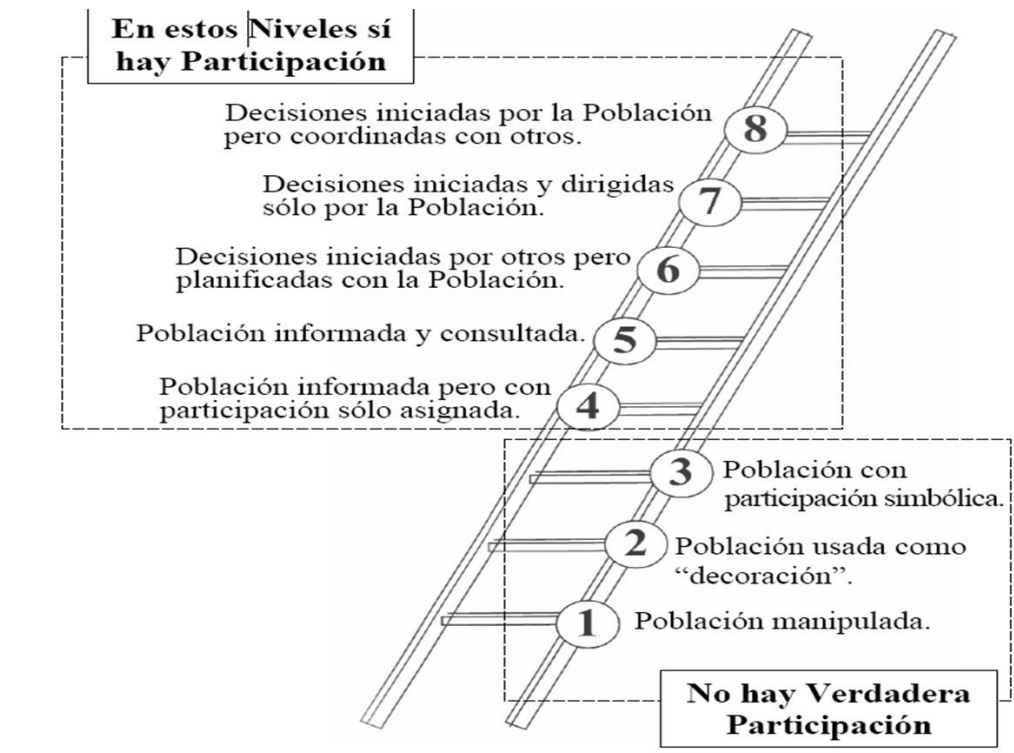 En estos Niveles sí
hay Participación
Decisiones iniciadas por la Población
pero coordinadas con otros.
8
Decisiones iniciadas y dirigidas
sólo por la Población.
7
Decisiones iniciadas por otros pero
planificadas con la Población.
6
Población informada y consultada.
5
Población informada pero con
participación sólo asignada.
4
3
Población con
participación simbólica.
2
Población usada como
“decoración”.
1
Población manipulada.
No hay Verdadera
Participación